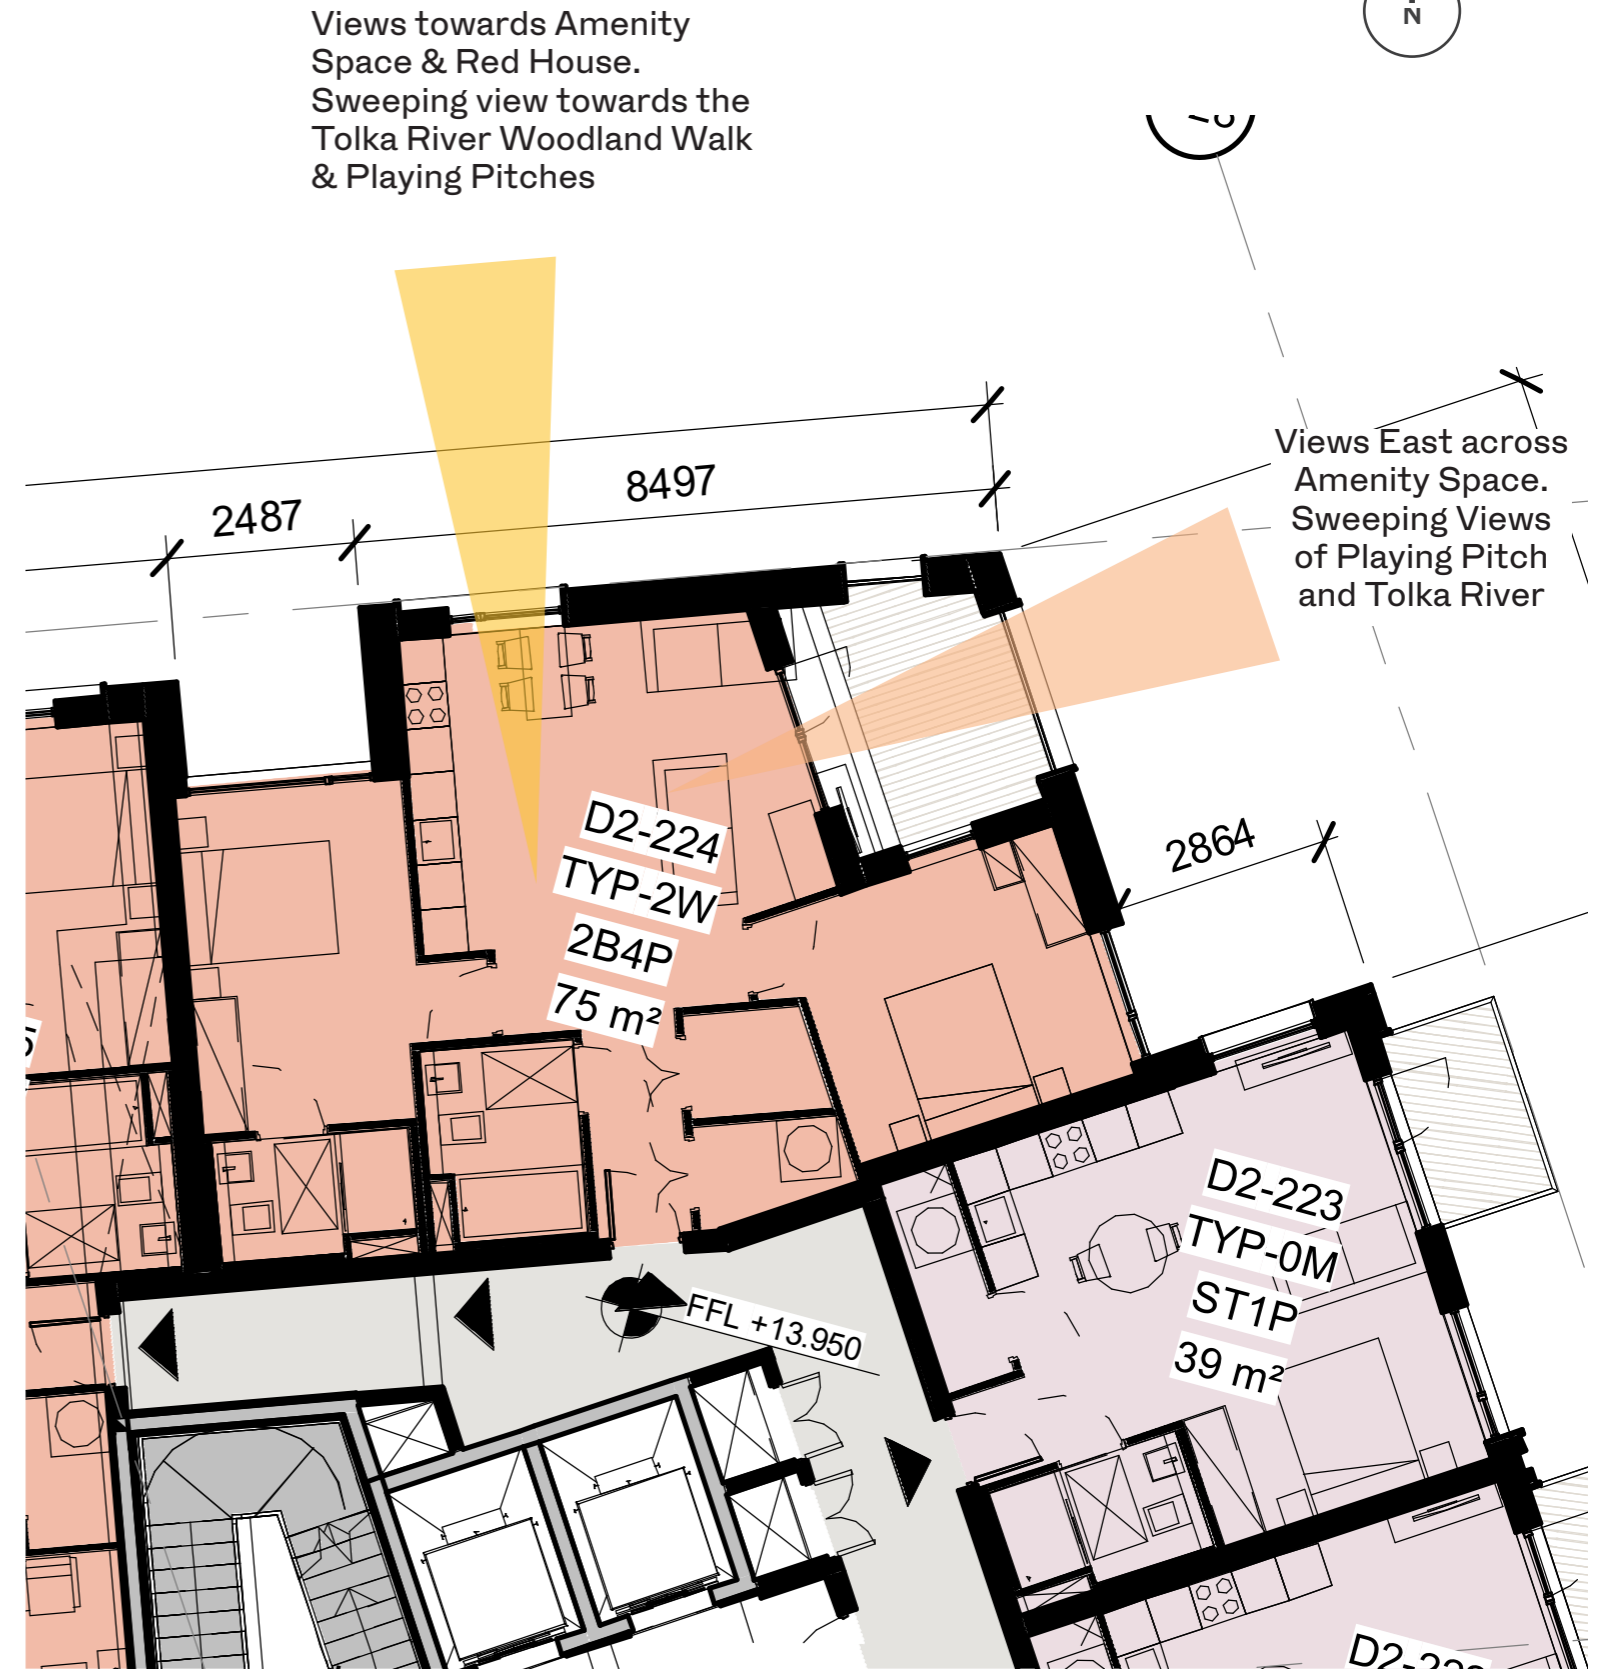 Views towards Amenity
Space & Red House.
Sweeping view towards the
Tolka River Woodland Walk
& Playing Pitches
N
Views East across
Amenity Space.
Sweeping Views
of Playing Pitch
and Tolka River
2487
8497
2864
D2-224
TYP-2W
2B4P
75 m²
D2-223
TYP-0M
ST1P
39 m²
FFL +13.950